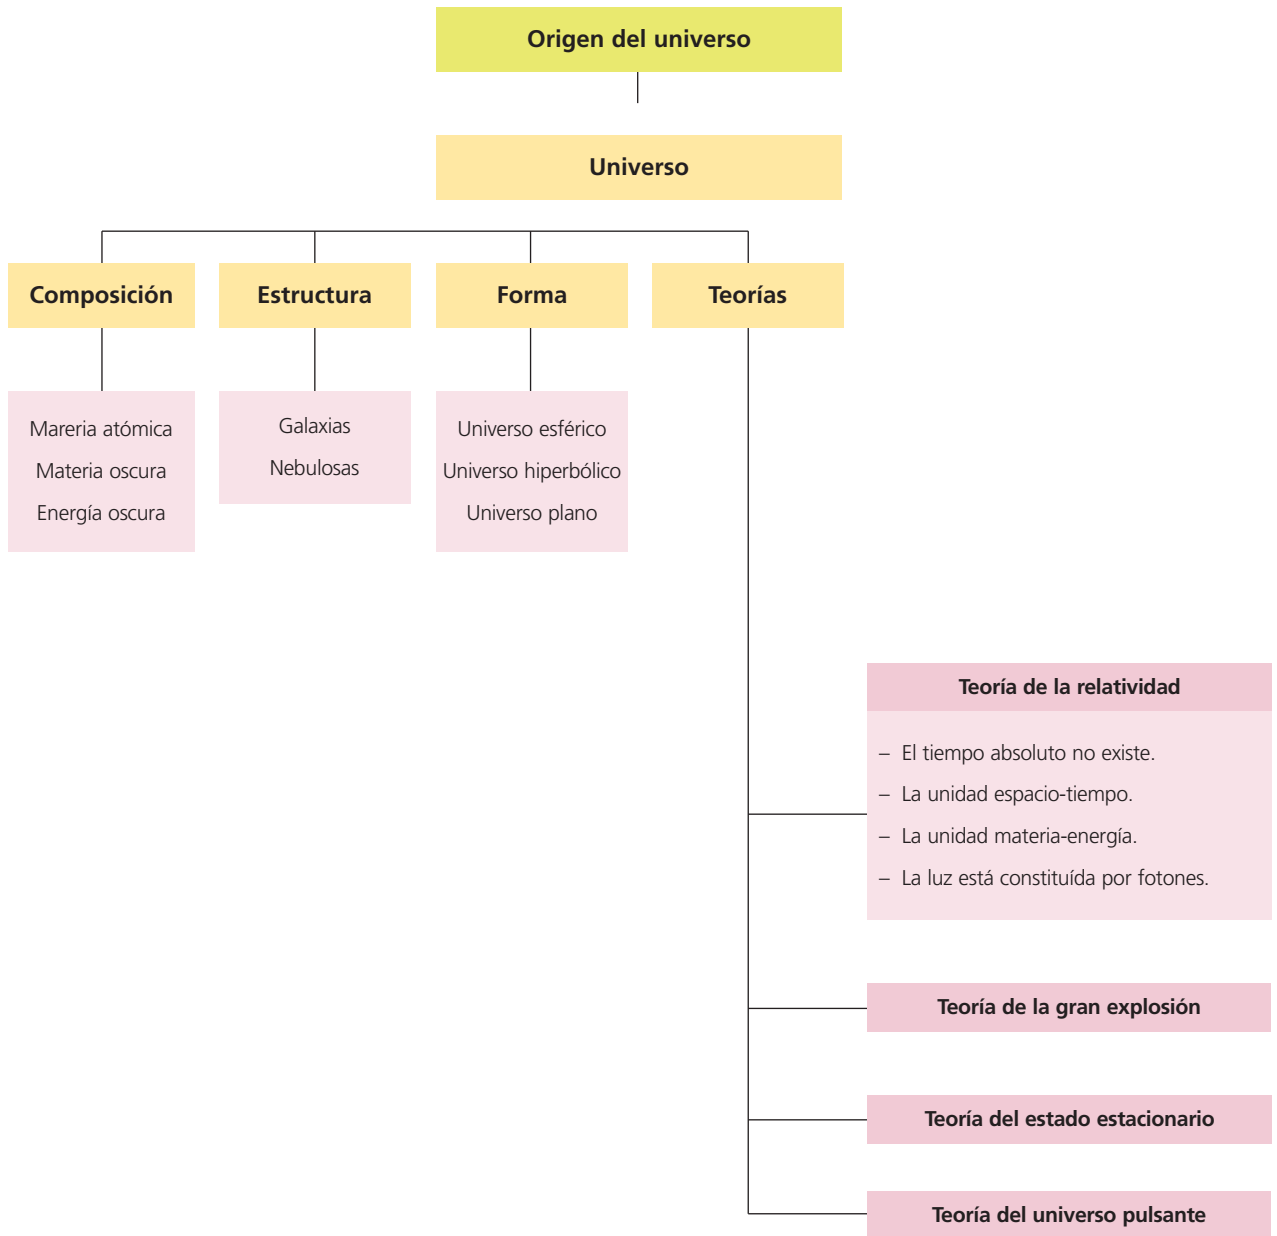 Origen del universo
Universo
Composición
Estructura
Forma
Teorías
Mareria atómica
Materia oscura
Energía oscura
Galaxias
Nebulosas
Universo esférico
Universo hiperbólico
Universo plano
Teoría de la relatividad
– El tiempo absoluto no existe.
– La unidad espacio-tiempo.
– La unidad materia-energía.
– La luz está constituída por fotones.
Teoría de la gran explosión
Teoría del estado estacionario
Teoría del universo pulsante